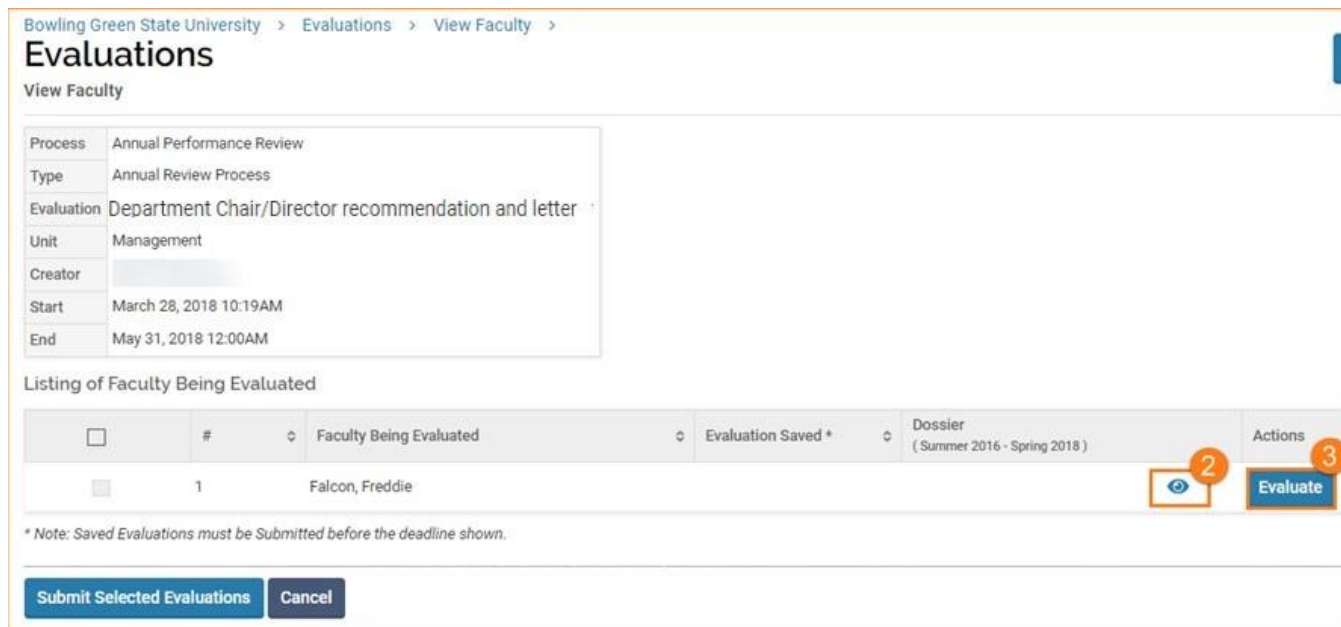 Bowling Green State University > Evaluations > View Faculty >
Evaluations
View Faculty
Process Annual Performance Review
Type Annual Review Process
Evaluation Department Chair/Director recommendation and letter
Unit Management
Creator
Start March 28, 2018 10:19AM
End May 31, 2018 12:00AM
Listing of Faculty Being Evaluated
# Faculty Being Evaluated Evaluation Saved * Dossier Actions
( Summer 2016 - Spring 2018 )
1 Falcon, Freddie 2 Evaluate 3
* Note: Saved Evaluations must be Submitted before the deadline shown.
Submit Selected Evaluations Cancel